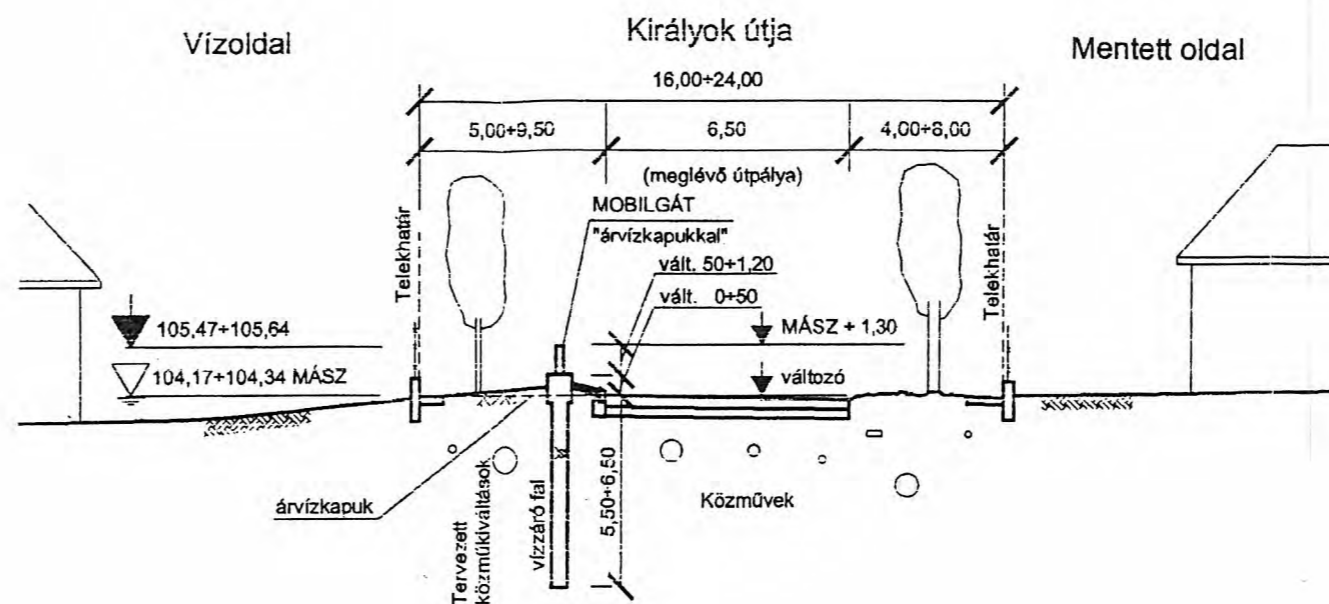 Vízoldal
Királyok útja
Mentett oldal
16,00÷24,00
5,00÷9,50
6,50
4,00÷8,00
(meglévő útpálya)
MOBILGÁT
"árvízkapukkal"
vált. 50÷1,20
vált. 0÷50
Telekhatár
Telekhatár
105,47÷105,64
104,17÷104,34 MÁSZ
MÁSZ + 1,30
változó
árvízkapuk
Tervezett
közműkiváltások
vízzáró fal
5,50÷6,50
Közművek